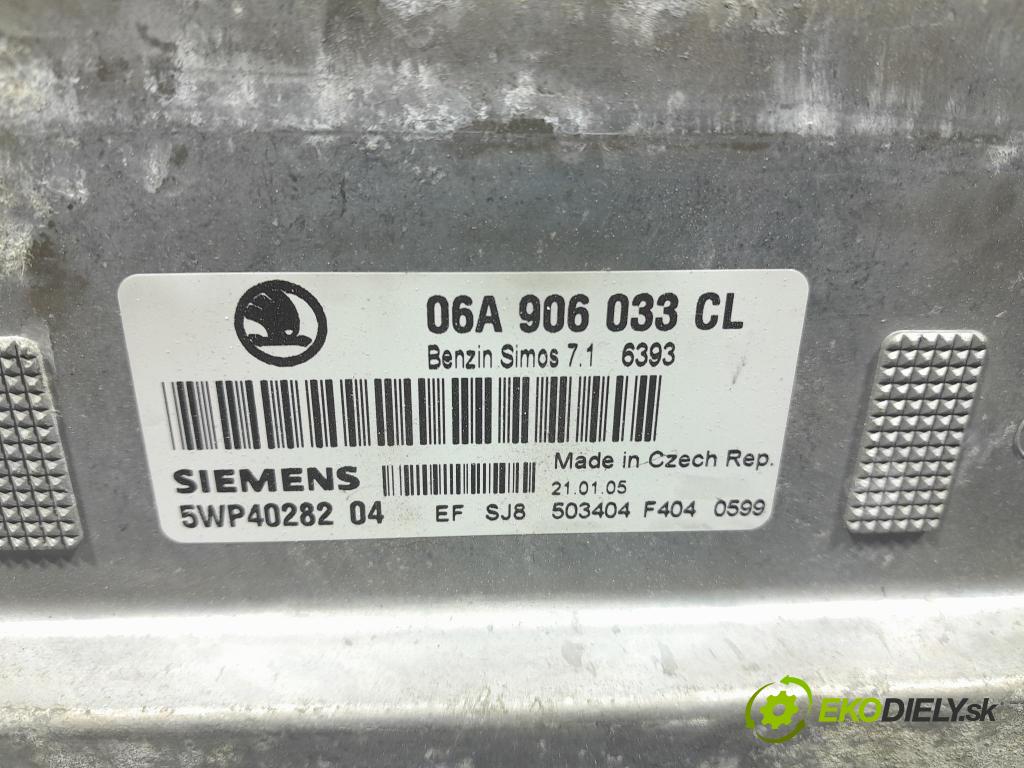 06A 906 033 CL
Benzin Simos 7.1 6393
SIEMENS
Made in Czech Rep.
21.01.05
5WP40282 04 EF SJ8 503404 F404 0599
EKODIELY.sk